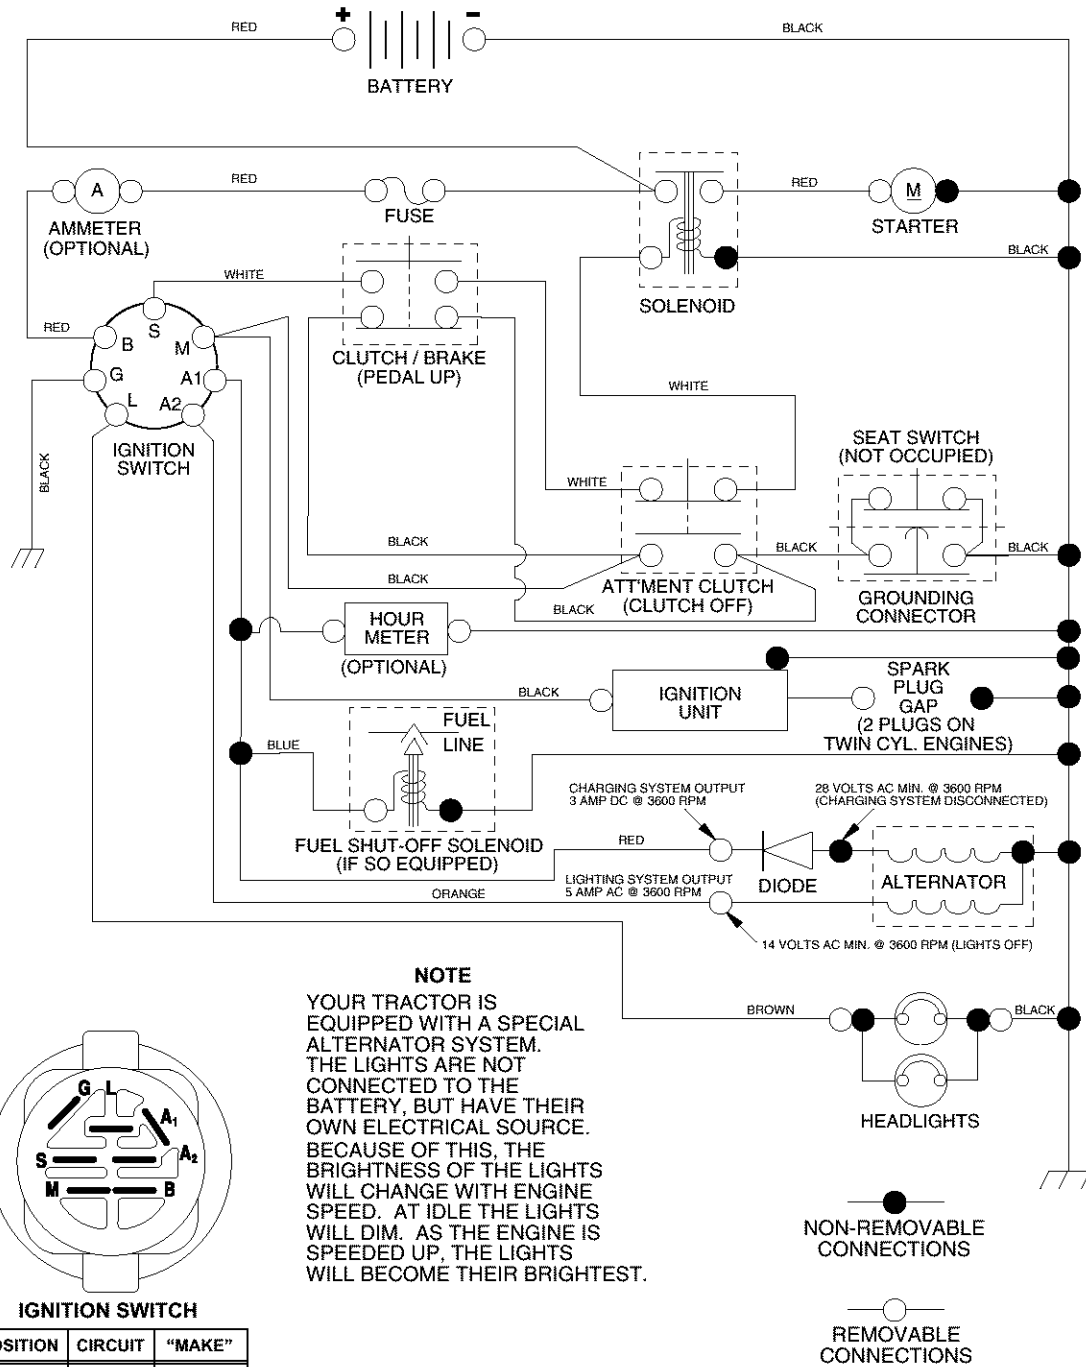 +
-
RED
BLACK
BATTERY
A
RED
RED
M
AMMETER
(OPTIONAL)
FUSE
STARTER
BLACK
WHITE
SOLENOID
RED
S
B
M
G
A1
L
A2
CLUTCH / BRAKE
(PEDAL UP)
WHITE
IGNITION
SWITCH
BLACK
SEAT SWITCH
(NOT OCCUPIED)
WHITE
BLACK
BLACK
BLACK
BLACK
ATT'MENT CLUTCH
(CLUTCH OFF)
BLACK
GROUNDING
CONNECTOR
HOUR
METER
(OPTIONAL)
BLACK
IGNITION
UNIT
SPARK
PLUG
GAP
(2 PLUGS ON
TWIN CYL. ENGINES)
FUEL
LINE
BLUE
FUEL SHUT-OFF SOLENOID
(IF SO EQUIPPED)
CHARGING SYSTEM OUTPUT
3 AMP DC @ 3600 RPM
28 VOLTS AC MIN. @ 3600 RPM
(CHARGING SYSTEM DISCONNECTED)
RED
DIODE
ALTERNATOR
LIGHTING SYSTEM OUTPUT
5 AMP AC @ 3600 RPM
ORANGE
14 VOLTS AC MIN. @ 3600 RPM (LIGHTS OFF)
BROWN
BLACK
HEADLIGHTS
NOTE
YOUR TRACTOR IS
EQUIPPED WITH A SPECIAL
ALTERNATOR SYSTEM.
THE LIGHTS ARE NOT
CONNECTED TO THE
BATTERY, BUT HAVE THEIR
OWN ELECTRICAL SOURCE.
BECAUSE OF THIS, THE
BRIGHTNESS OF THE LIGHTS
WILL CHANGE WITH ENGINE
SPEED. AT IDLE THE LIGHTS
WILL DIM. AS THE ENGINE IS
SPEEDED UP, THE LIGHTS
WILL BECOME THEIR BRIGHTEST.
G L
A1
A2
S
M
B
IGNITION SWITCH
OSITION CIRCUIT "MAKE"
NON-REMOVABLE
CONNECTIONS
REMOVABLE
CONNECTIONS